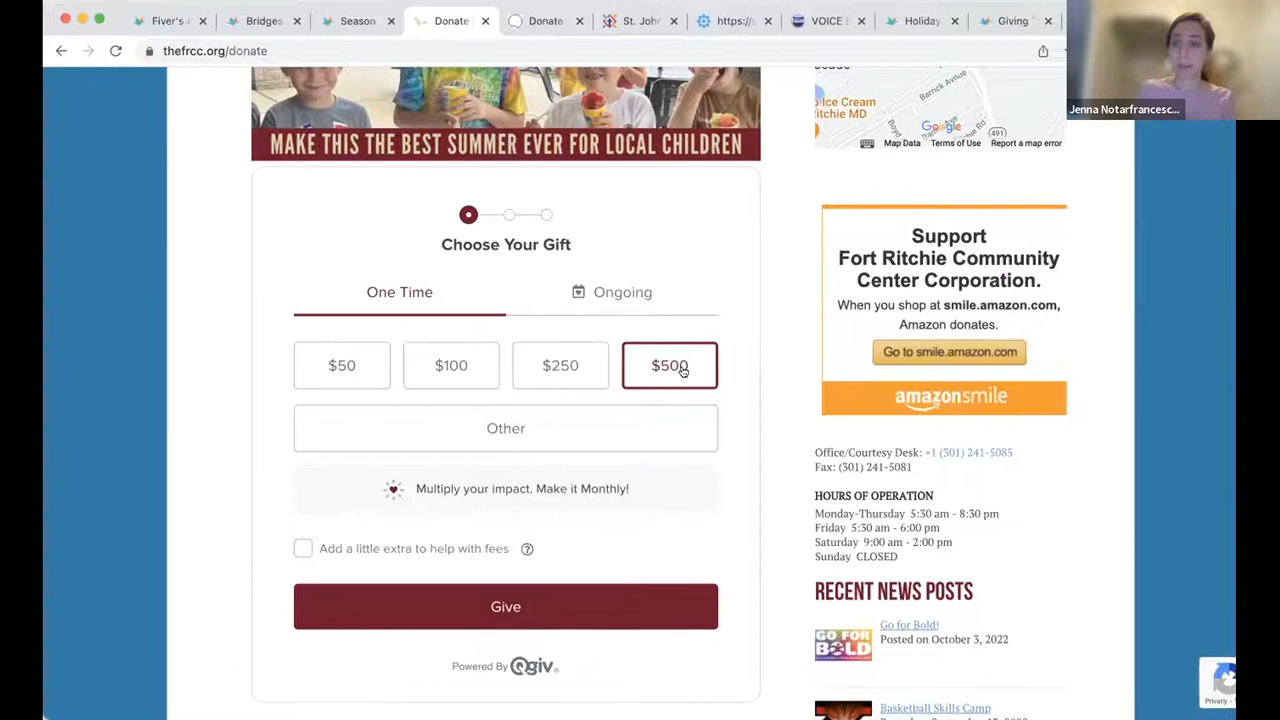 Fiver's
Bridges
Season
Donate
Donate
St. John
https://
VOICE
Holiday
Giving
thefrcc.org/donate
Jenna Notarfrancesc...
MAKE THIS THE BEST SUMMER EVER FOR LOCAL CHILDREN
Ice Cream
Ritchie MD
Barrick Avnue
491
Google
Map Data
Terms of Use
Report a map error
Choose Your Gift
One Time
Ongoing
$50
$100
$250
$500
Other
Multiply your impact. Make it Monthly!
Add a little extra to help with fees
?
Give
Powered By Qgiv
Support
Fort Ritchie Community
Center Corporation.
When you shop at smile.amazon.com,
Amazon donates.
Go to smile.amazon.com
amazonsmile
Office/Courtesy Desk: +1 (301) 241-5085
Fax: (301) 241-5081
HOURS OF OPERATION
Monday-Thursday 5:30 am - 8:30 pm
Friday 5:30 am - 6:00 pm
Saturday 9:00 am - 2:00 pm
Sunday CLOSED
RECENT NEWS POSTS
GO FOR
BOLD
Go for Bold!
Posted on October 3, 2022
Basketball Skills Camp
Privacy